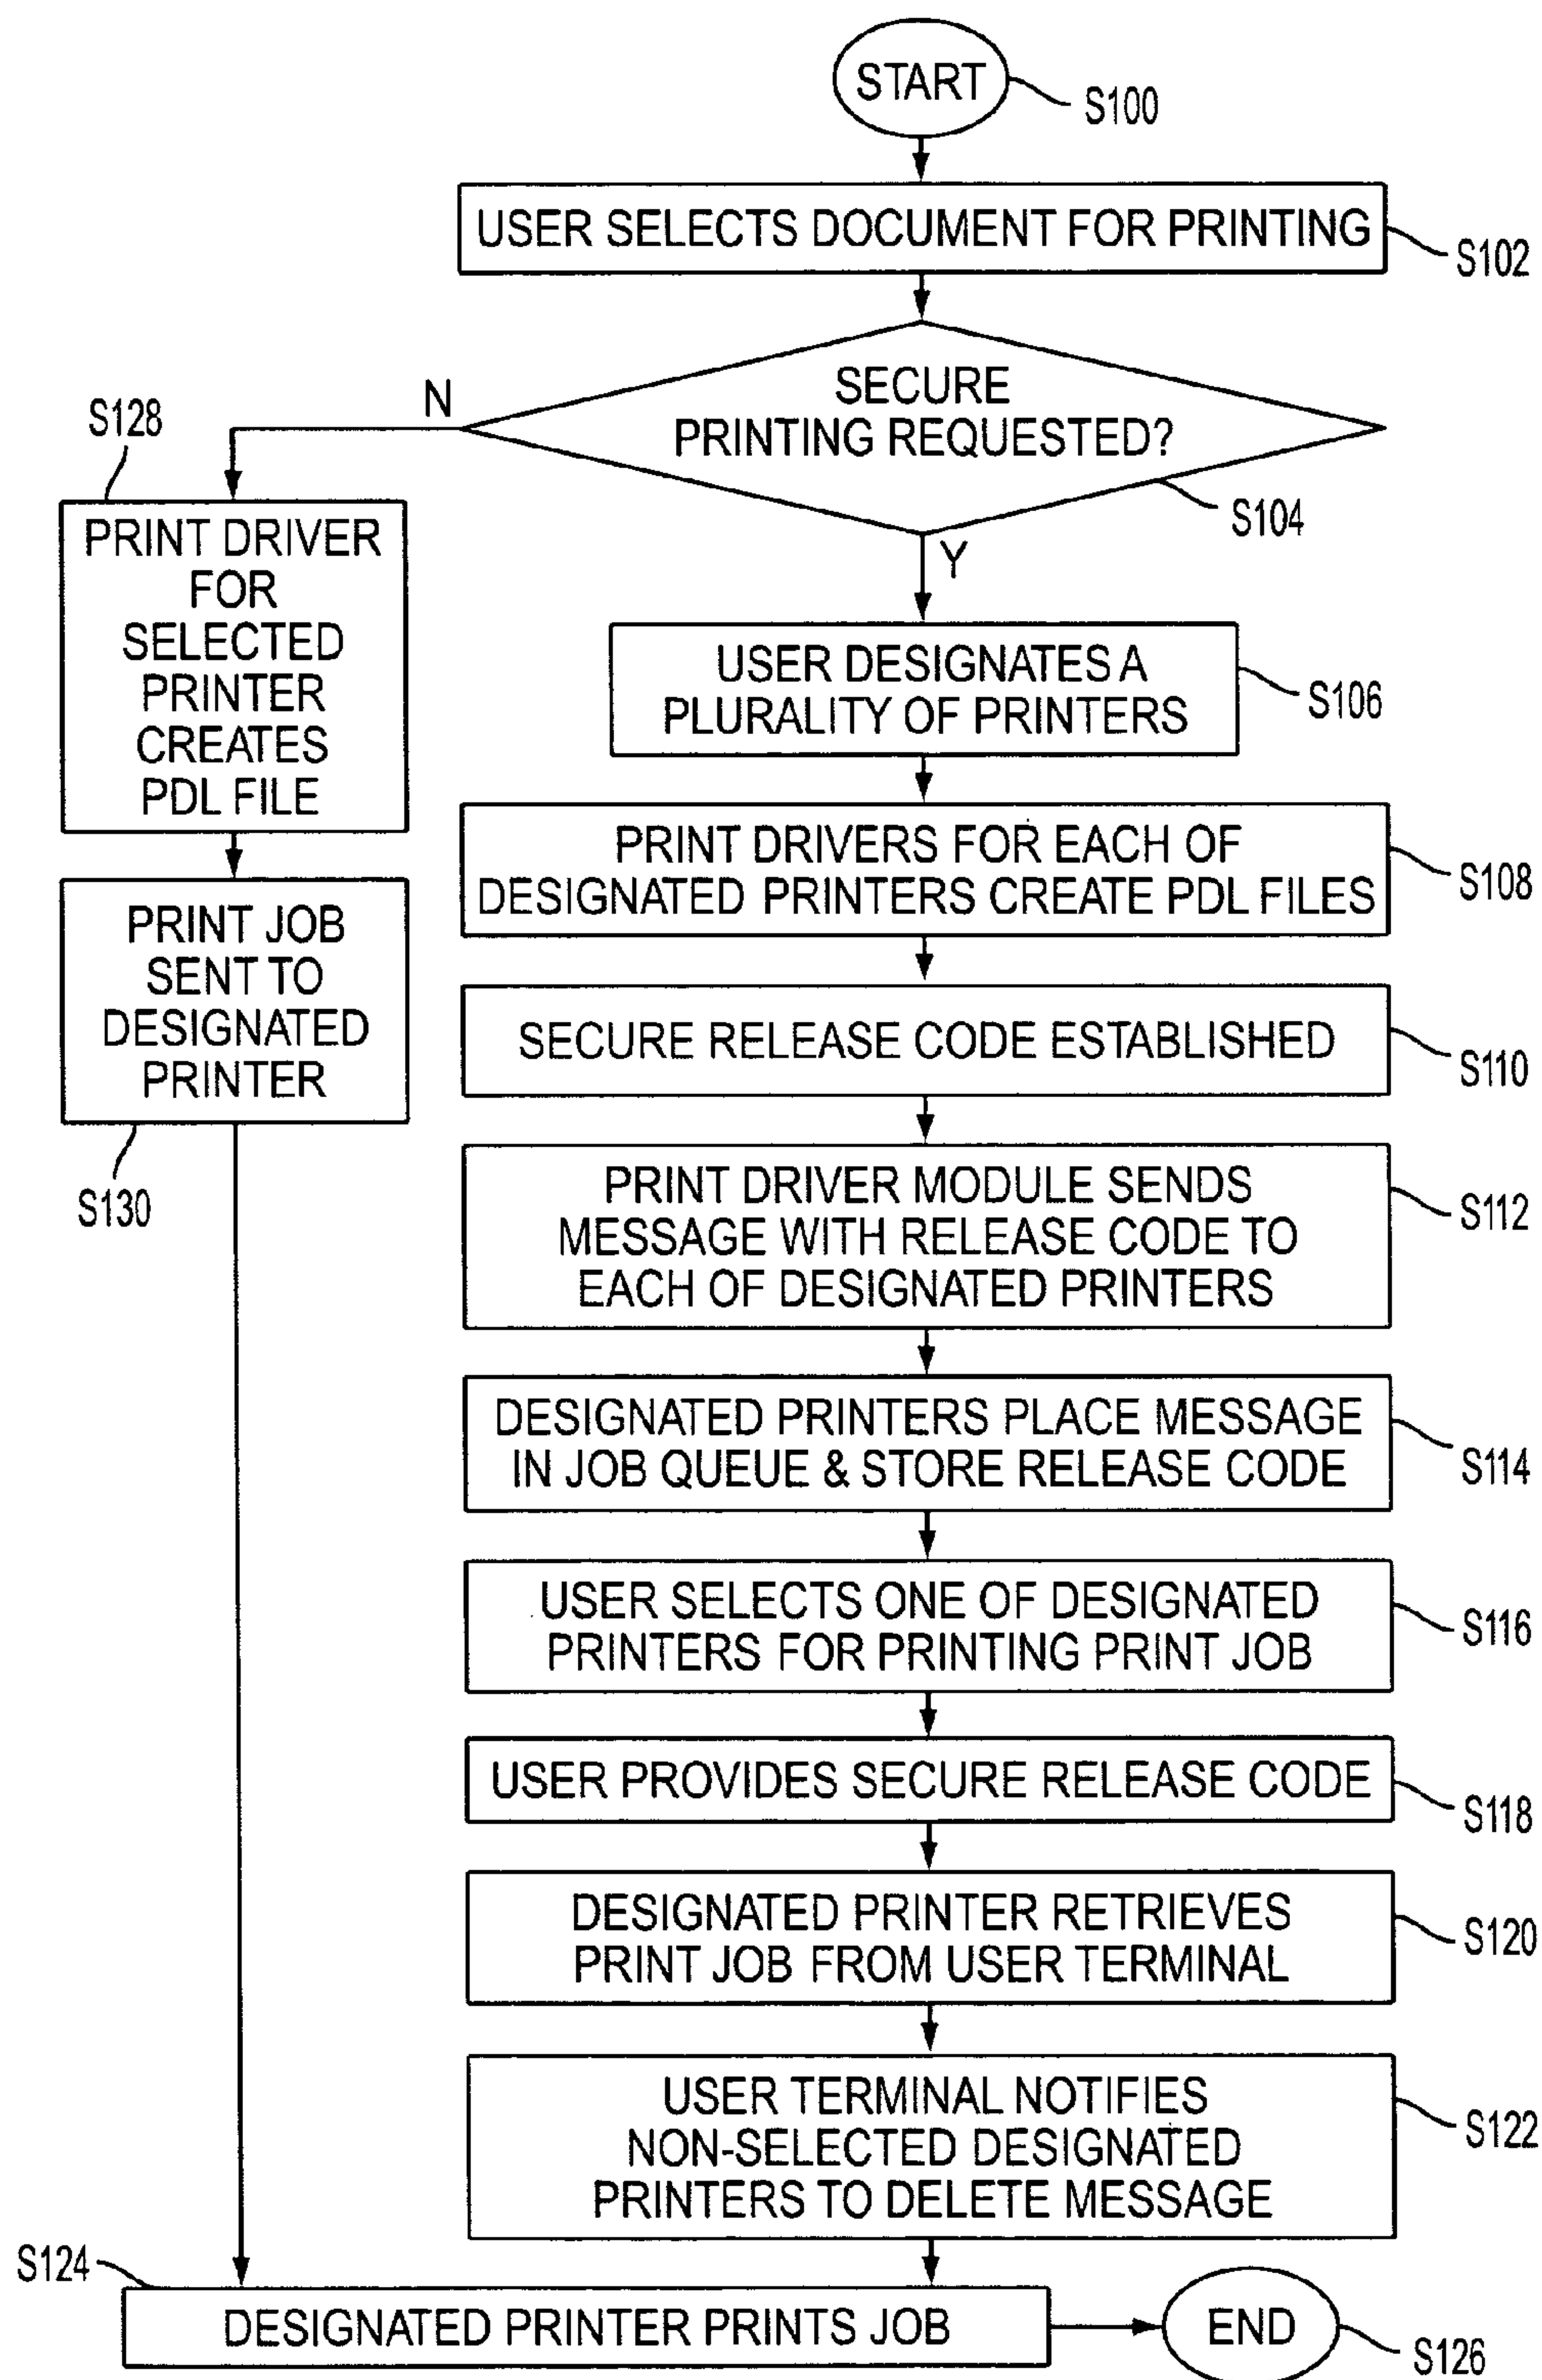 START
S100
USER SELECTS DOCUMENT FOR PRINTING
S102
SECURE
PRINTING REQUESTED?
S104
N
Y
S128
PRINT DRIVER
FOR
SELECTED
PRINTER
CREATES
PDL FILE
PRINT JOB
SENT TO
DESIGNATED
PRINTER
S130
USER DESIGNATES A
PLURALITY OF PRINTERS
S106
PRINT DRIVERS FOR EACH OF
DESIGNATED PRINTERS CREATE PDL FILES
S108
SECURE RELEASE CODE ESTABLISHED
S110
PRINT DRIVER MODULE SENDS
MESSAGE WITH RELEASE CODE TO
EACH OF DESIGNATED PRINTERS
S112
DESIGNATED PRINTERS PLACE MESSAGE
IN JOB QUEUE & STORE RELEASE CODE
S114
USER SELECTS ONE OF DESIGNATED
PRINTERS FOR PRINTING PRINT JOB
S116
USER PROVIDES SECURE RELEASE CODE
S118
DESIGNATED PRINTER RETRIEVES
PRINT JOB FROM USER TERMINAL
S120
USER TERMINAL NOTIFIES
NON-SELECTED DESIGNATED
PRINTERS TO DELETE MESSAGE
S122
S124
DESIGNATED PRINTER PRINTS JOB
END
S126